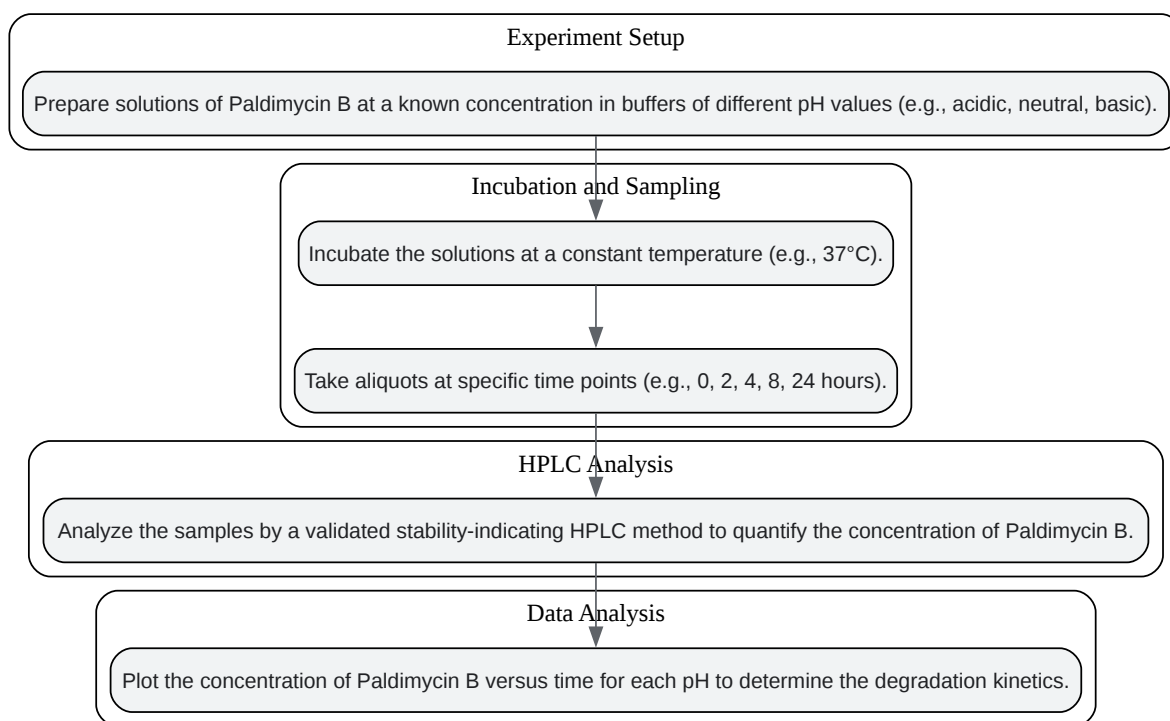 Experiment Setup
Prepare solutions of Paldimycin B at a known concentration in buffers of different pH values (e.g., acidic, neutral, basic).
Incubation and Sampling
Incubate the solutions at a constant temperature (e.g., 37°C).
Take aliquots at specific time points (e.g., 0, 2, 4, 8, 24 hours).
HPLC Analysis
Analyze the samples by a validated stability-indicating HPLC method to quantify the concentration of Paldimycin B.
Data Analysis
Plot the concentration of Paldimycin B versus time for each pH to determine the degradation kinetics.